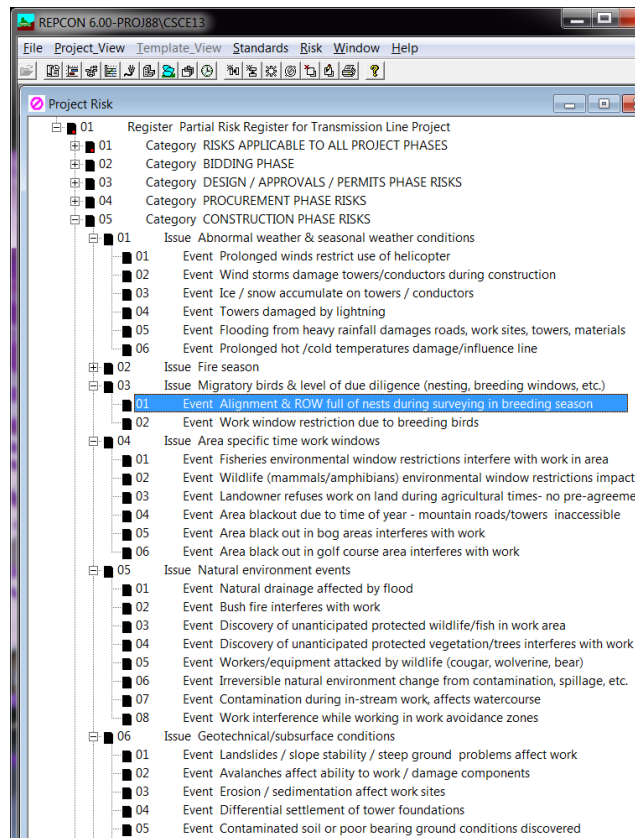 REPCON 6.00-PROJ88\CSCE13
File Project_View Template_View Standards Risk Window Help
Project Risk
01 Register Partial Risk Register for Transmission Line Project
01 Category RISKS APPLICABLE TO ALL PROJECT PHASES
02 Category BIDDING PHASE
03 Category DESIGN / APPROVALS / PERMITS PHASE RISKS
04 Category PROCUREMENT PHASE RISKS
05 Category CONSTRUCTION PHASE RISKS
01 Issue Abnormal weather & seasonal weather conditions
01 Event Prolonged winds restrict use of helicopter
02 Event Wind storms damage towers/conductors during construction
03 Event Ice / snow accumulate on towers / conductors
04 Event Towers damaged by lightning
05 Event Flooding from heavy rainfall damages roads, work sites, towers, materials
06 Event Prolonged hot /cold temperatures damage/influence line
02 Issue Fire season
03 Issue Migratory birds & level of due diligence (nesting, breeding windows, etc.)
01 Event Alignment & ROW full of nests during surveying in breeding season
02 Event Work window restriction due to breeding birds
04 Issue Area specific time work windows
01 Event Fisheries environmental window restrictions interfere with work in area
02 Event Wildlife (mammals/amphibians) environmental window restrictions impact
03 Event Landowner refuses work on land during agricultural times- no pre-agreeme
04 Event Area blackout due to time of year - mountain roads/towers inaccessible
05 Event Area black out in bog areas interferes with work
06 Event Area black out in golf course area interferes with work
05 Issue Natural environment events
01 Event Natural drainage affected by flood
02 Event Bush fire interferes with work
03 Event Discovery of unanticipated protected wildlife/fish in work area
04 Event Discovery of unanticipated protected vegetation/trees interferes with work
05 Event Workers/equipment attacked by wildlife (cougar, wolverine, bear)
06 Event Irreversible natural environment change from contamination, spillage, etc.
07 Event Contamination during in-stream work, affects watercourse
08 Event Work interference while working in work avoidance zones
06 Issue Geotechnical/subsurface conditions
01 Event Landslides / slope stability / steep ground problems affect work
02 Event Avalanches affect ability to work / damage components
03 Event Erosion / sedimentation affect work sites
04 Event Differential settlement of tower foundations
05 Event Contaminated soil or poor bearing ground conditions discovered